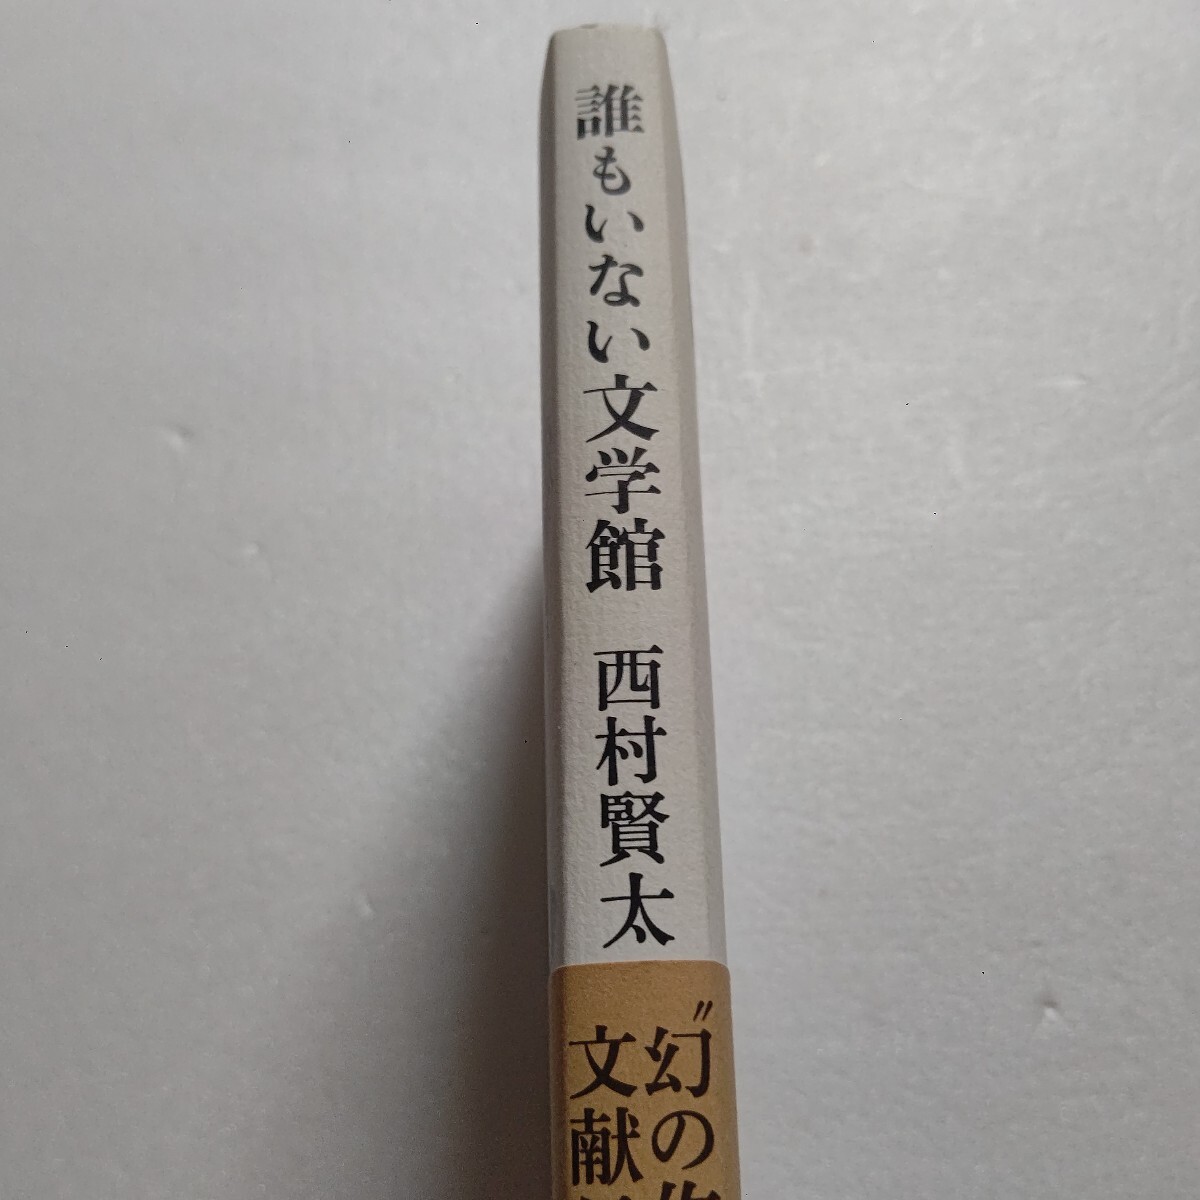 誰もいない文学館
西村賢太
〝幻の
文献